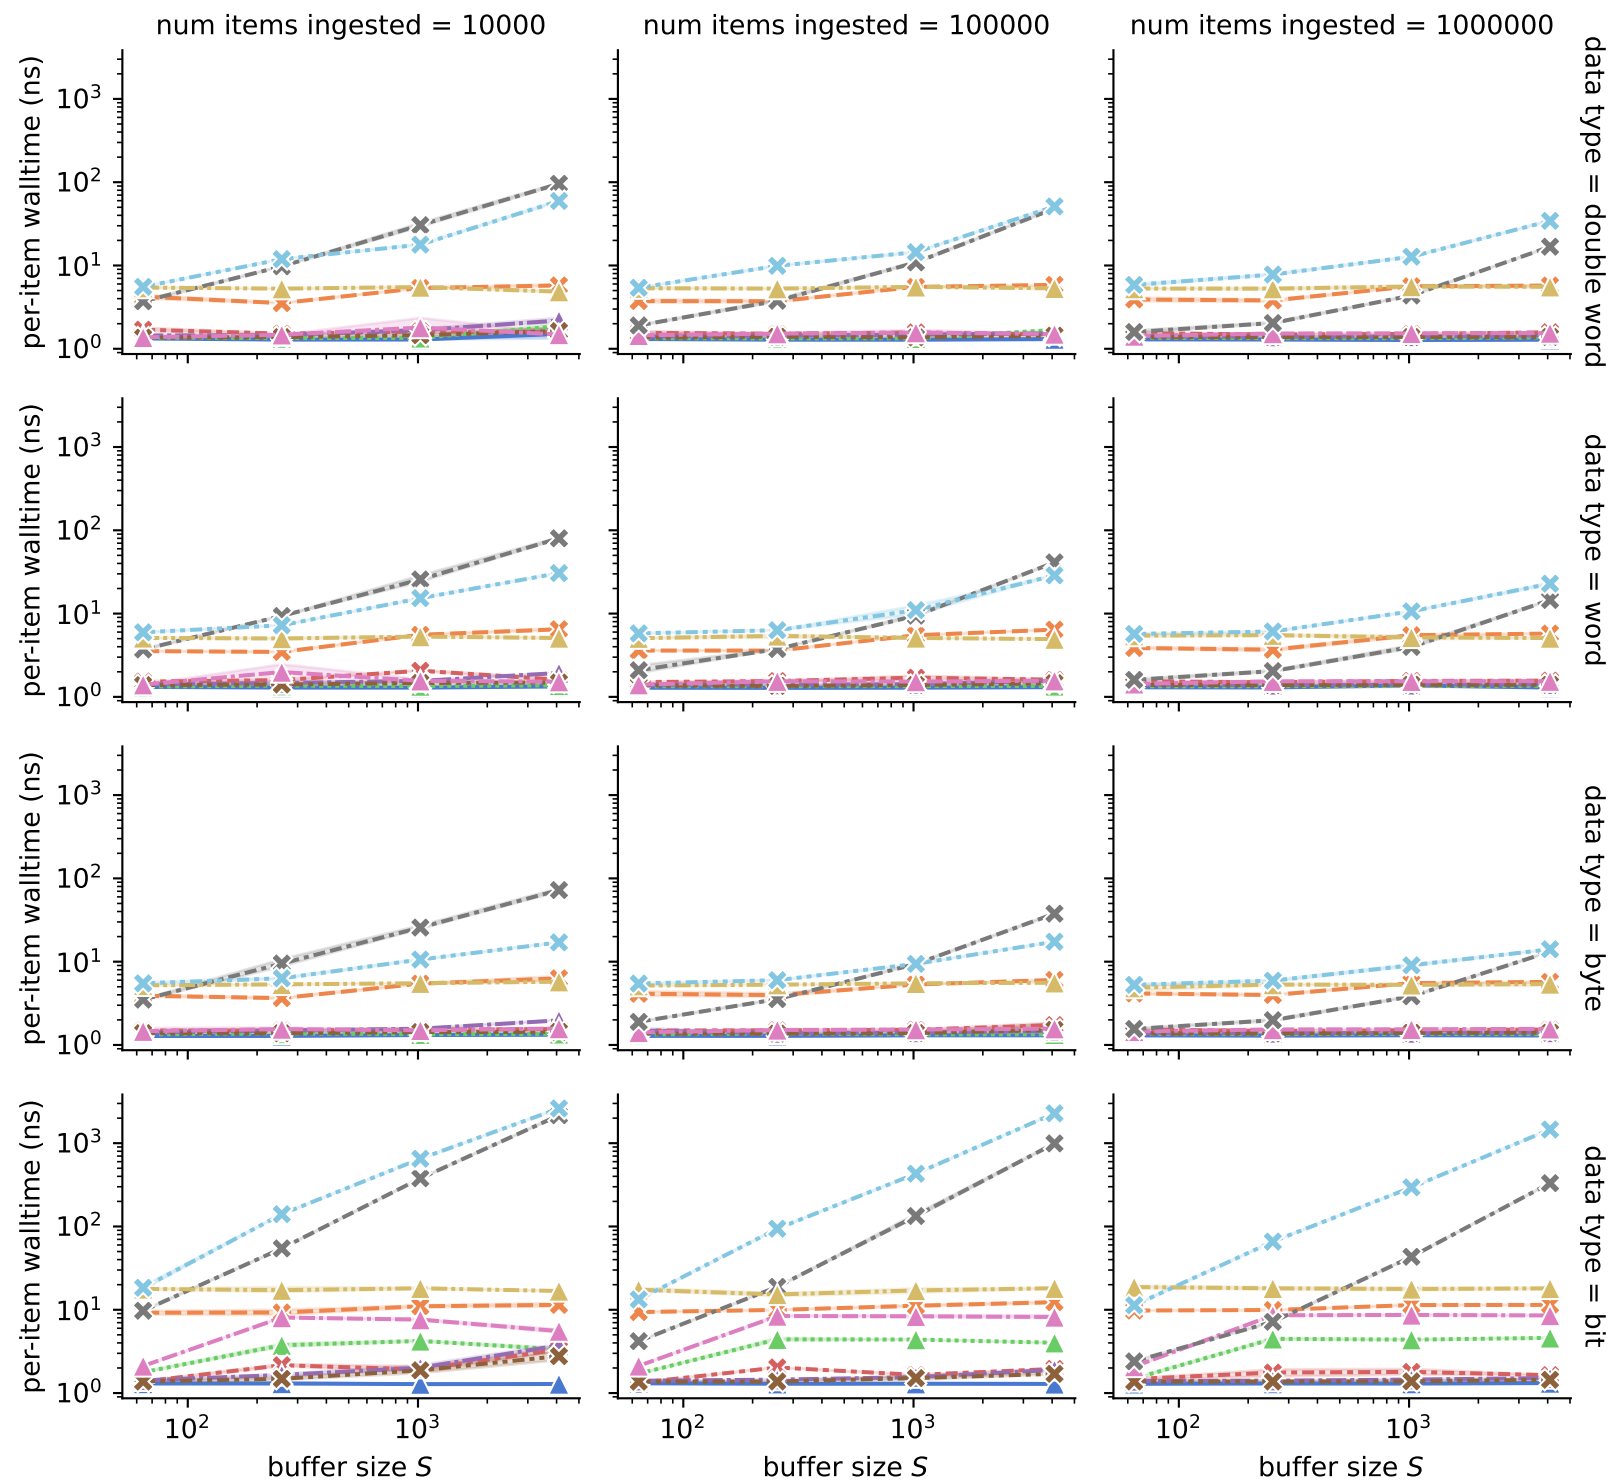 num items ingested = 10000
num items ingested = 100000
num items ingested = 1000000
per-item walltime (ns)
10³
10²
10¹
10⁰
data type = double word
per-item walltime (ns)
10³
10²
10¹
10⁰
data type = word
per-item walltime (ns)
10³
10²
10¹
10⁰
data type = byte
per-item walltime (ns)
10³
10²
10¹
10⁰
data type = bit
10² 10³
10² 10³
10² 10³
buffer size S
buffer size S
buffer size S